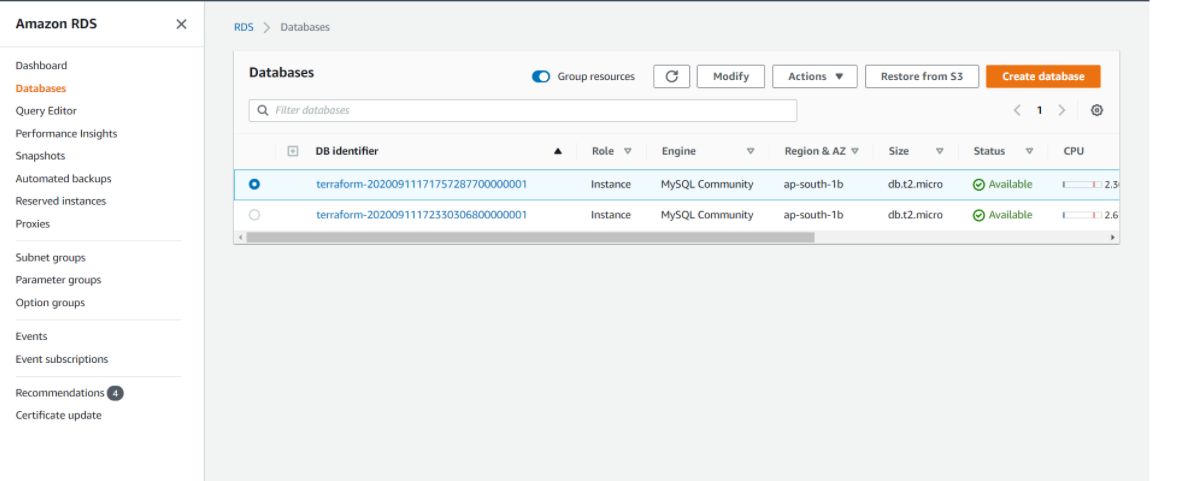 Amazon RDS
Dashboard
Databases
Query Editor
Performance Insights
Snapshots
Automated backups
Reserved instances
Proxies
Subnet groups
Parameter groups
Option groups
Events
Event subscriptions
Recommendations 4
Certificate update
RDS > Databases
Databases
Group resources
Modify
Actions
Restore from S3
Create database
Filter databases
1
DB identifier Role Engine Region & AZ Size Status CPU
terraform-20200911171757287700000001 Instance MySQL Community ap-south-1b db.t2.micro Available
terraform-20200911172330306800000001 Instance MySQL Community ap-south-1b db.t2.micro Available 2.6